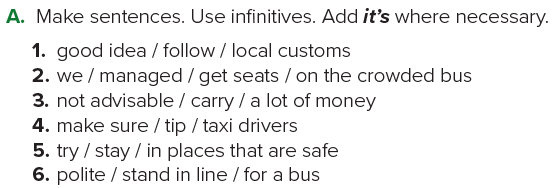 A. Make sentences. Use infinitives. Add it's where necessary.
1. good idea / follow / local customs
2. we / managed / get seats / on the crowded bus
3. not advisable / carry / a lot of money
4. make sure / tip / taxi drivers
5. try / stay / in places that are safe
6. polite / stand in line / for a bus